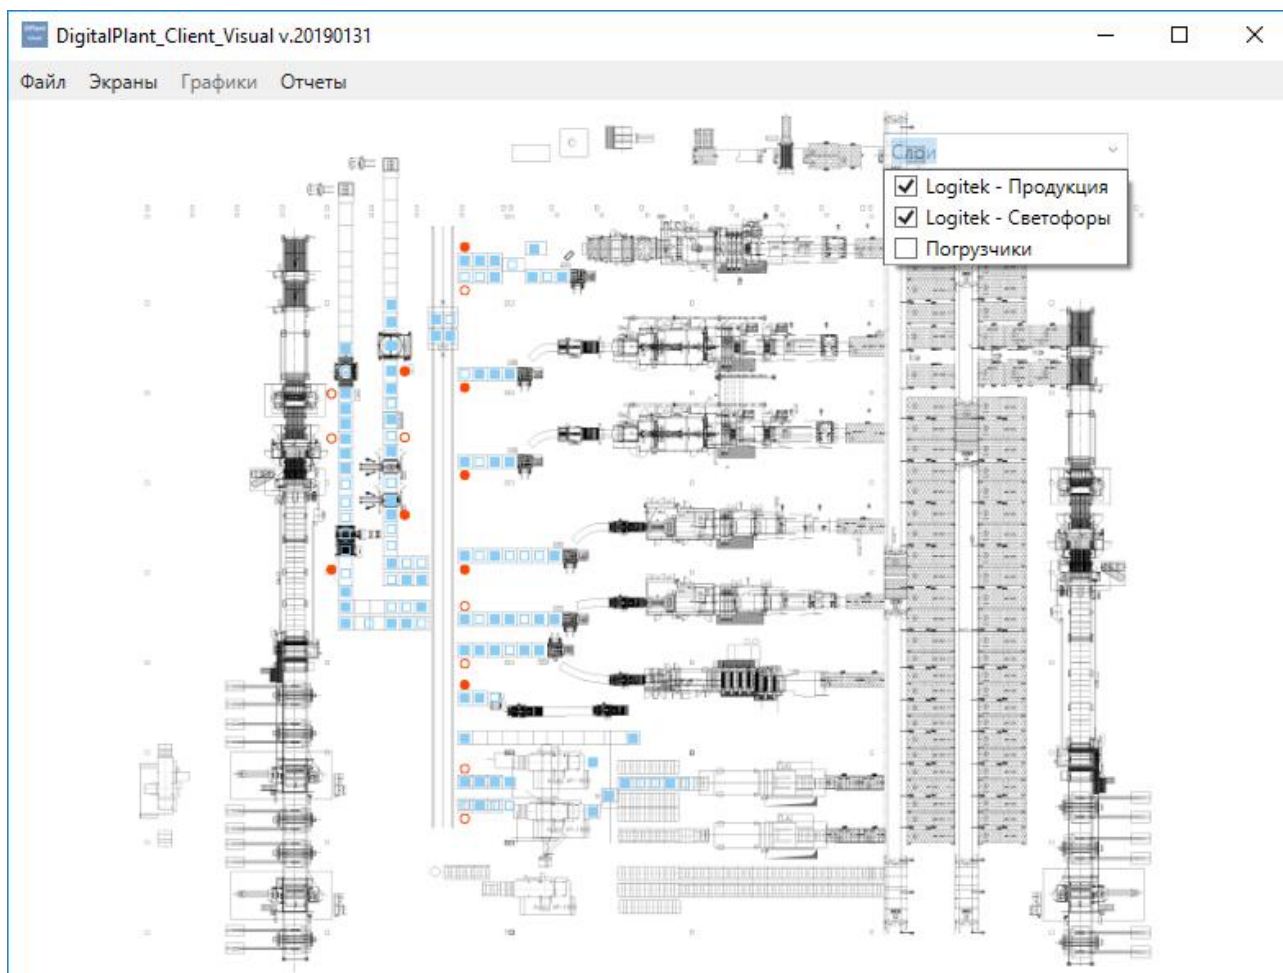 DigitalPlant_Client_Visual v.20190131
Файл Экраны Графики Отчеты
Слои
Logitek - Продукция
Logitek - Светофоры
Погрузчики